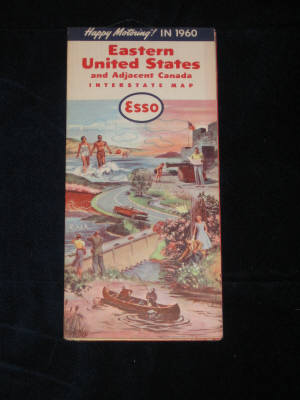 Happy Motoring! IN 1960
Eastern
United States
and Adjacent Canada
INTERSTATE MAP
Esso